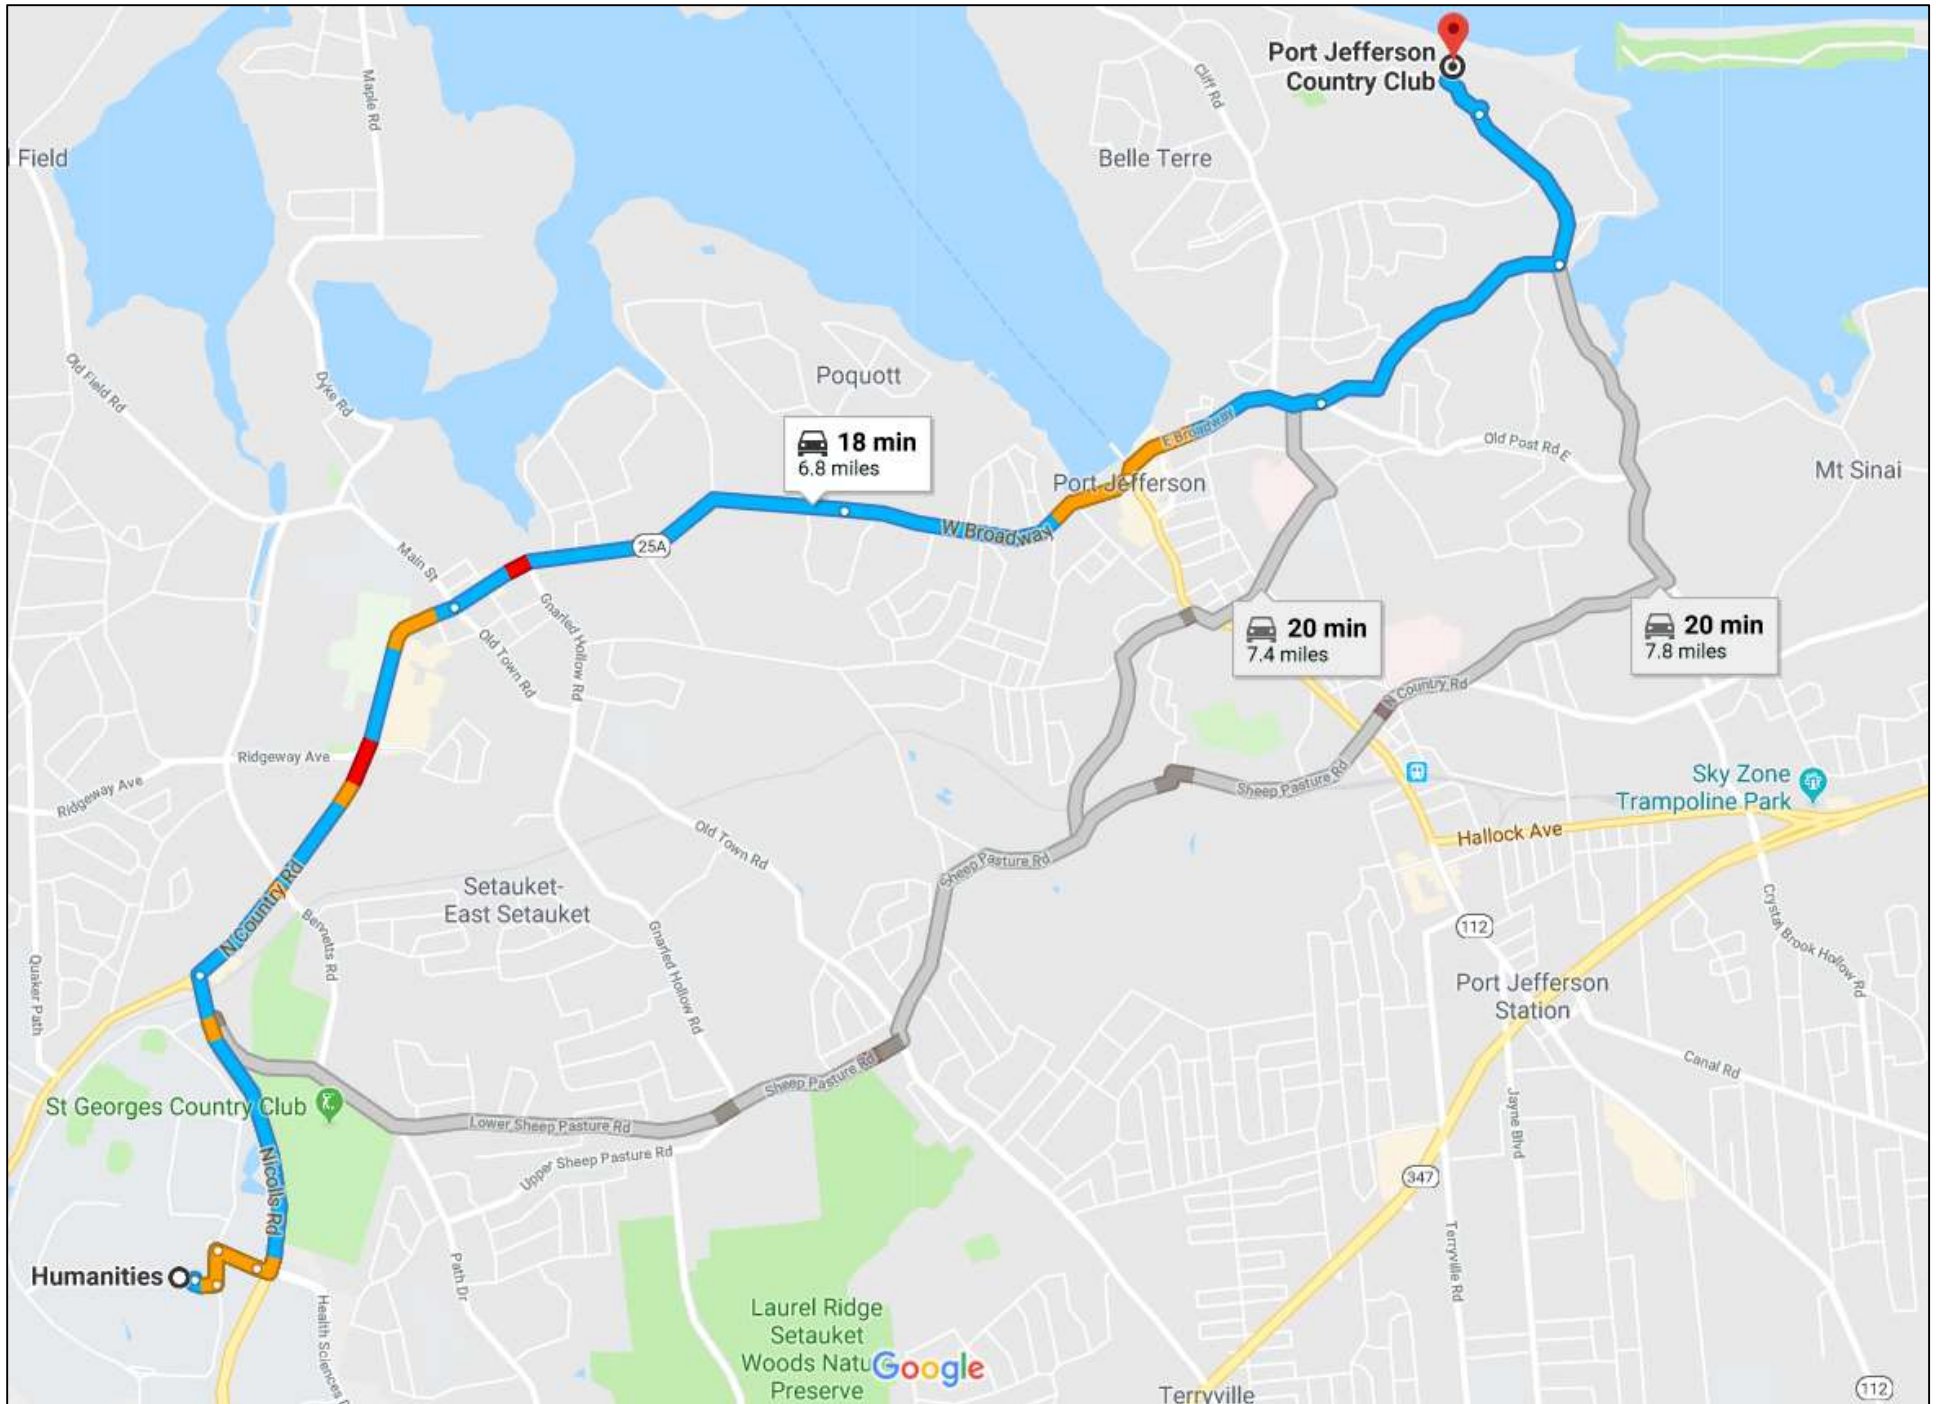 Port Jefferson
Country Club
Maple Rd
Cliff Rd
l Field
Belle Terre
Old Field Rd
Dyke Rd
Poquott
18 min
6.8 miles
E Broadway
Old Post Rd E
Port Jefferson
Mt Sinai
W Broadway
25A
Main St
Gnarled Hollow Rd
Old Town Rd
20 min
7.4 miles
20 min
7.8 miles
N Country Rd
Ridgeway Ave
Ridgeway Ave
Sheep Pasture Rd
Sky Zone
Trampoline Park
Hallock Ave
Old Town Rd
Sheep Pasture Rd
Setauket-
East Setauket
N Country Rd
Bennetts Rd
Gnarled Hollow Rd
Crystal Brook Hollow Rd
112
Quaker Path
Port Jefferson
Station
Sheep Pasture Rd
Canal Rd
St Georges Country Club
Lower Sheep Pasture Rd
Jayne Blvd
Upper Sheep Pasture Rd
Nicolls Rd
347
Humanities
Path Dr
Terryville Rd
Health Sciences
Laurel Ridge
Setauket
Woods Natu
Preserve
Google
Terryville
112